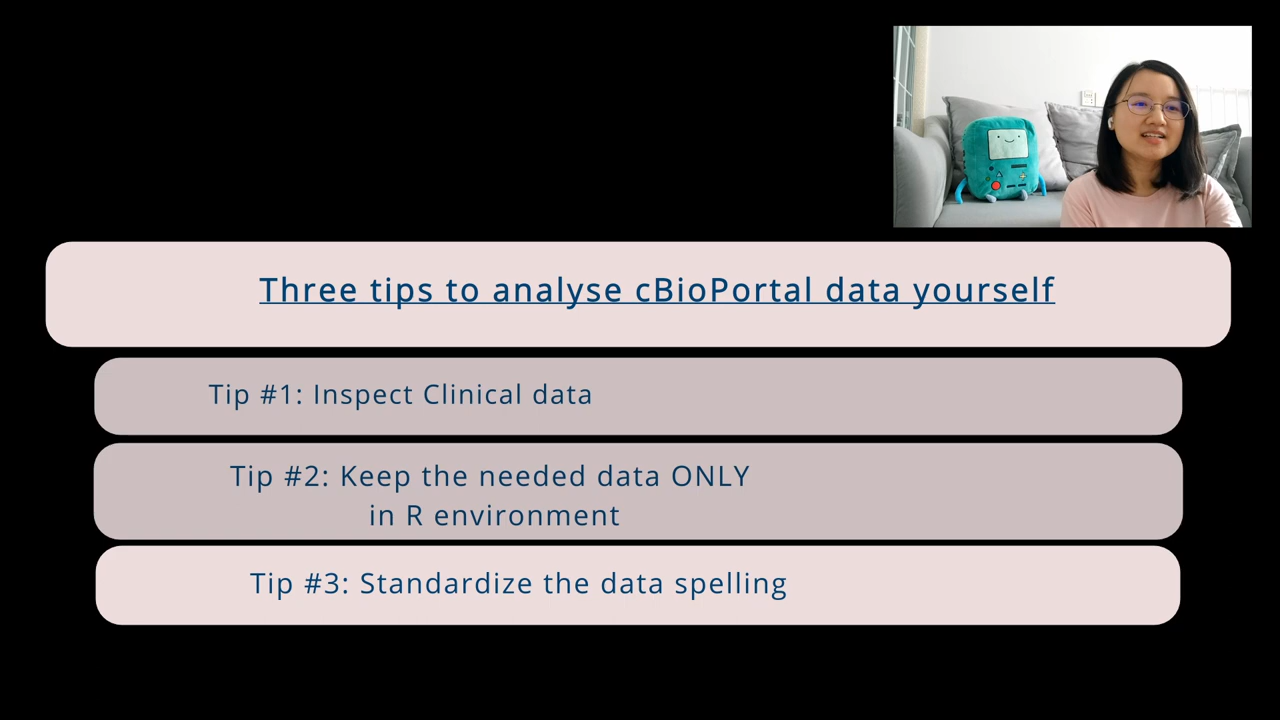 Three tips to analyse cBioPortal data yourself
Tip #1: Inspect Clinical data
Tip #2: Keep the needed data ONLY
in R environment
Tip #3: Standardize the data spelling